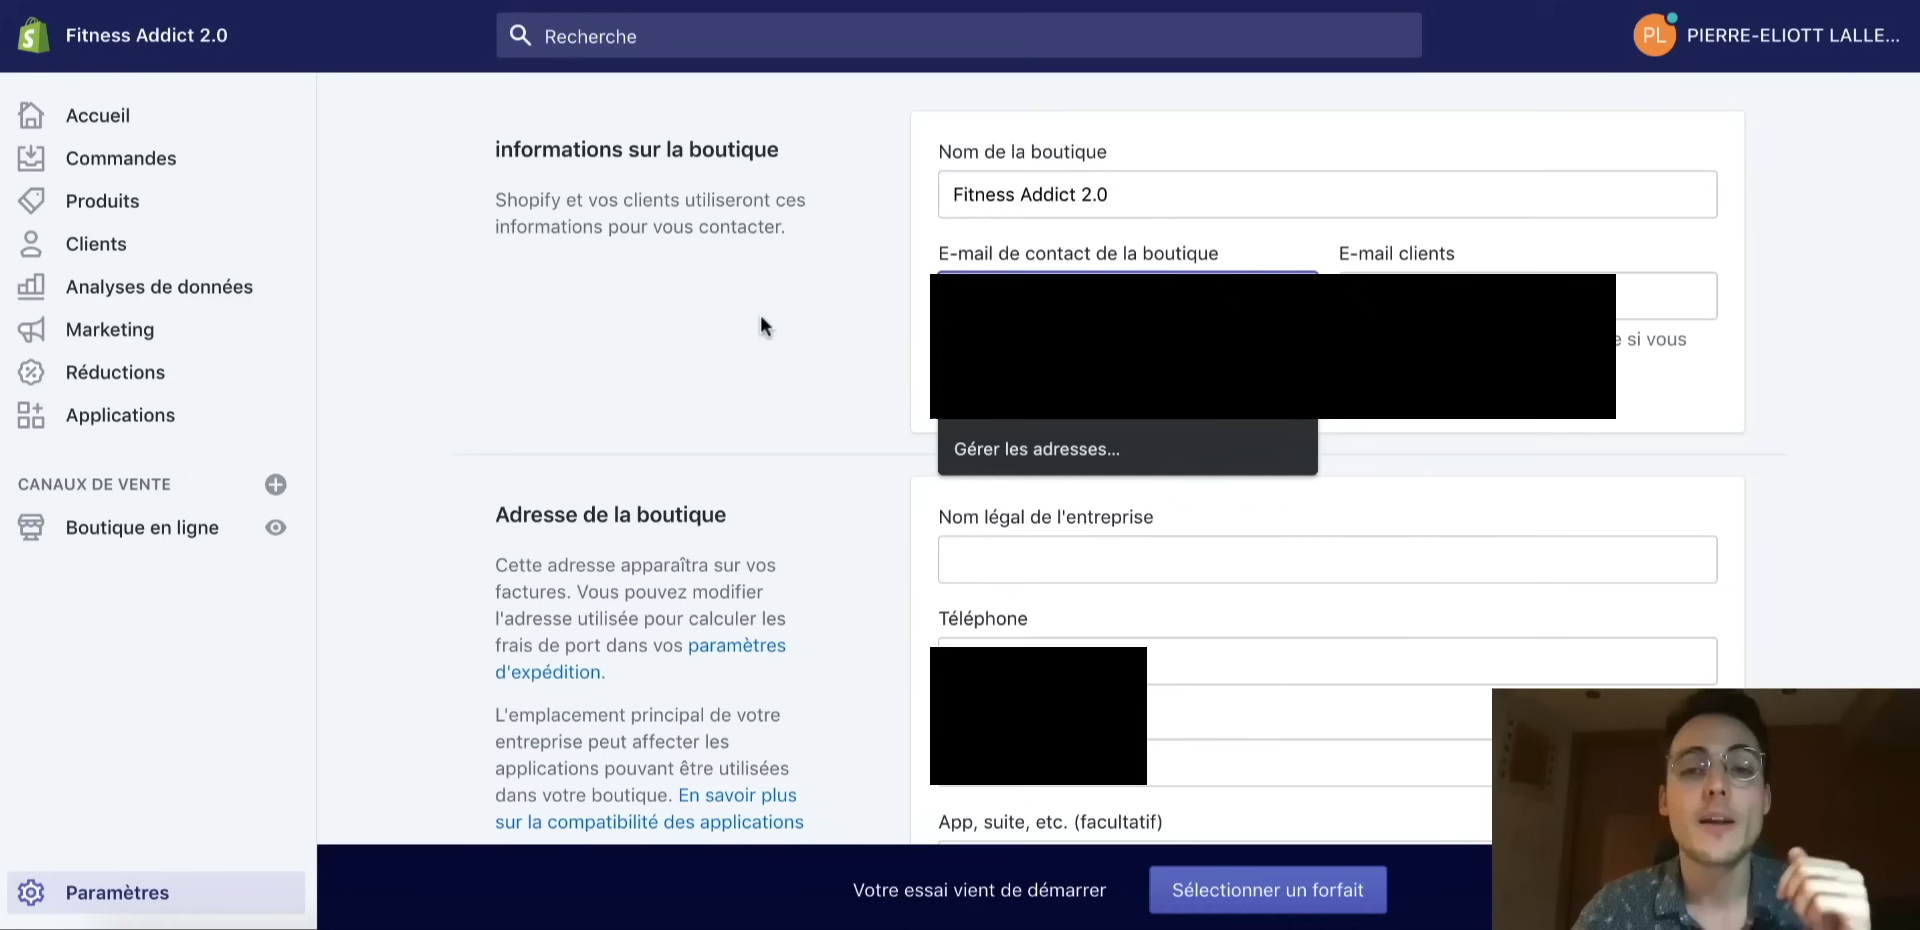 Fitness Addict 2.0
Recherche
PL
PIERRE-ELIOTT LALLE...
Accueil
Commandes
Produits
Clients
Analyses de données
Marketing
Réductions
Applications
CANAUX DE VENTE
Boutique en ligne
Paramètres
informations sur la boutique
Shopify et vos clients utiliseront ces
informations pour vous contacter.
Nom de la boutique
Fitness Addict 2.0
E-mail de contact de la boutique
E-mail clients
si vous
Gérer les adresses...
Adresse de la boutique
Cette adresse apparaîtra sur vos
factures. Vous pouvez modifier
l'adresse utilisée pour calculer les
frais de port dans vos paramètres
d'expédition.
L'emplacement principal de votre
entreprise peut affecter les
applications pouvant être utilisées
dans votre boutique. En savoir plus
sur la compatibilité des applications
Nom légal de l'entreprise
Téléphone
App, suite, etc. (facultatif)
Votre essai vient de démarrer
Sélectionner un forfait